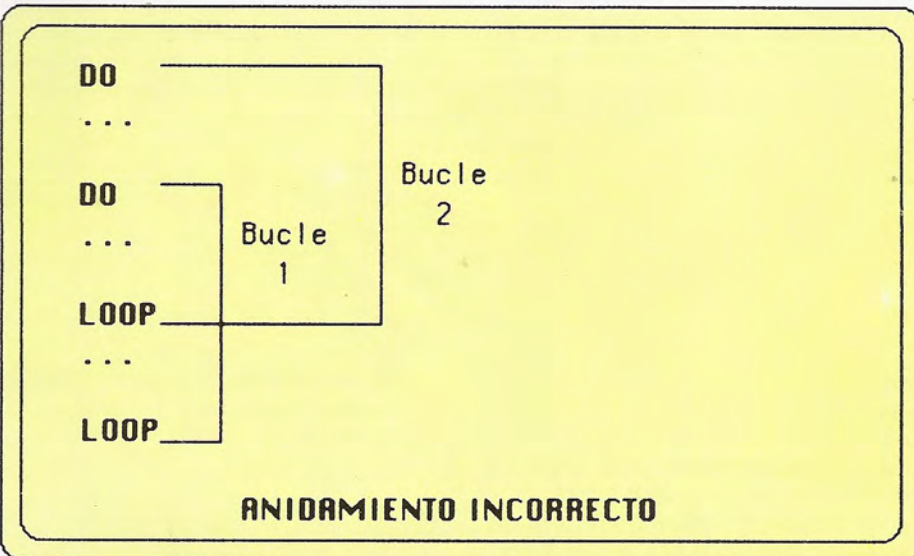 DO
...
DO
...
LOOP
...
LOOP
Bucle
1
Bucle
2
ANIDAMIENTO INCORRECTO